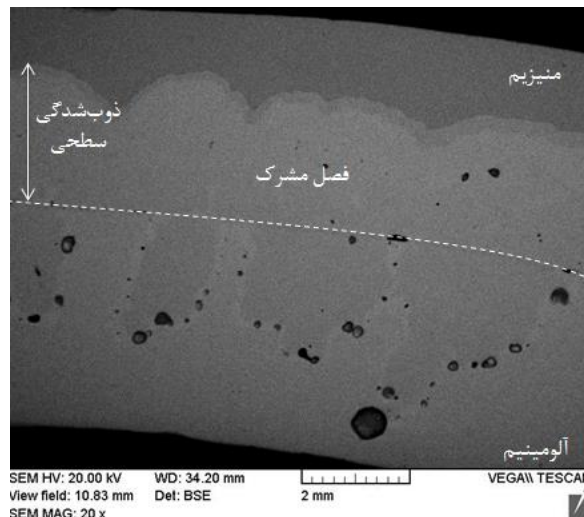 منیزیم
ذوب‌شدگی
سطحی
فصل مشرک
آلومینیم
SEM HV: 20.00 kV WD: 34.20 mm VEGA\\ TESCAN
View field: 10.83 mm Det: BSE 2 mm
SEM MAG: 20 x